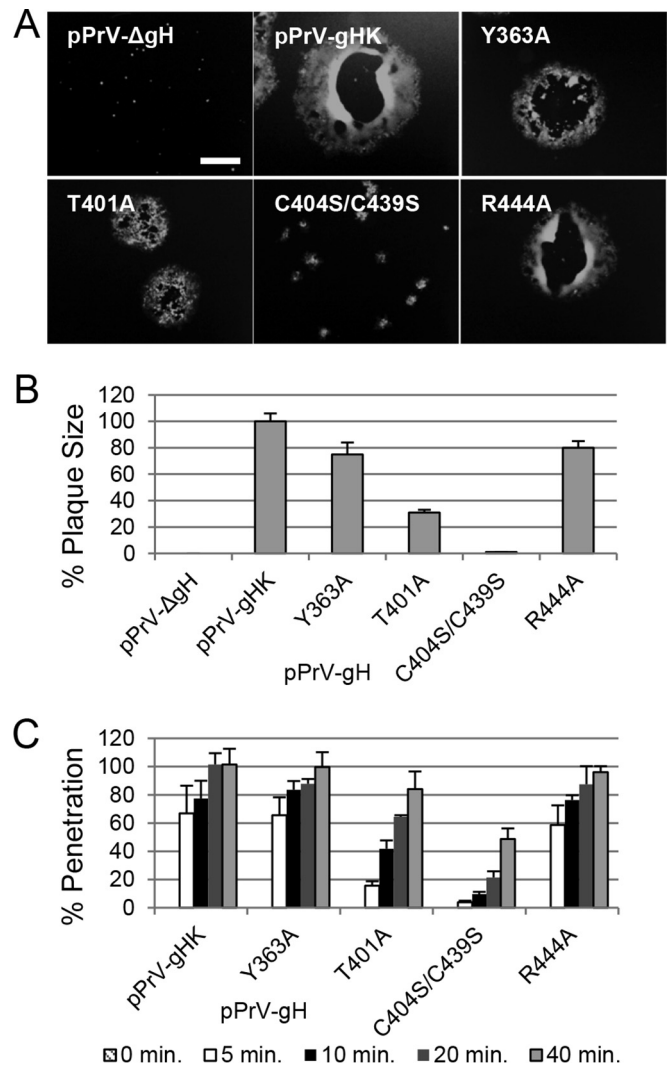 A
pPrV-ΔgH
pPrV-gHK
Y363A
T401A
C404S/C439S
R444A
B
% Plaque Size
120
100
80
60
40
20
0
pPrV-ΔgH
pPrV-gHK
Y363A
T401A
C404S/C439S
R444A
pPrV-gH
C
% Penetration
120
100
80
60
40
20
0
pPrV-gHK
Y363A
T401A
C404S/C439S
R444A
pPrV-gH
0 min. 5 min. 10 min. 20 min. 40 min.